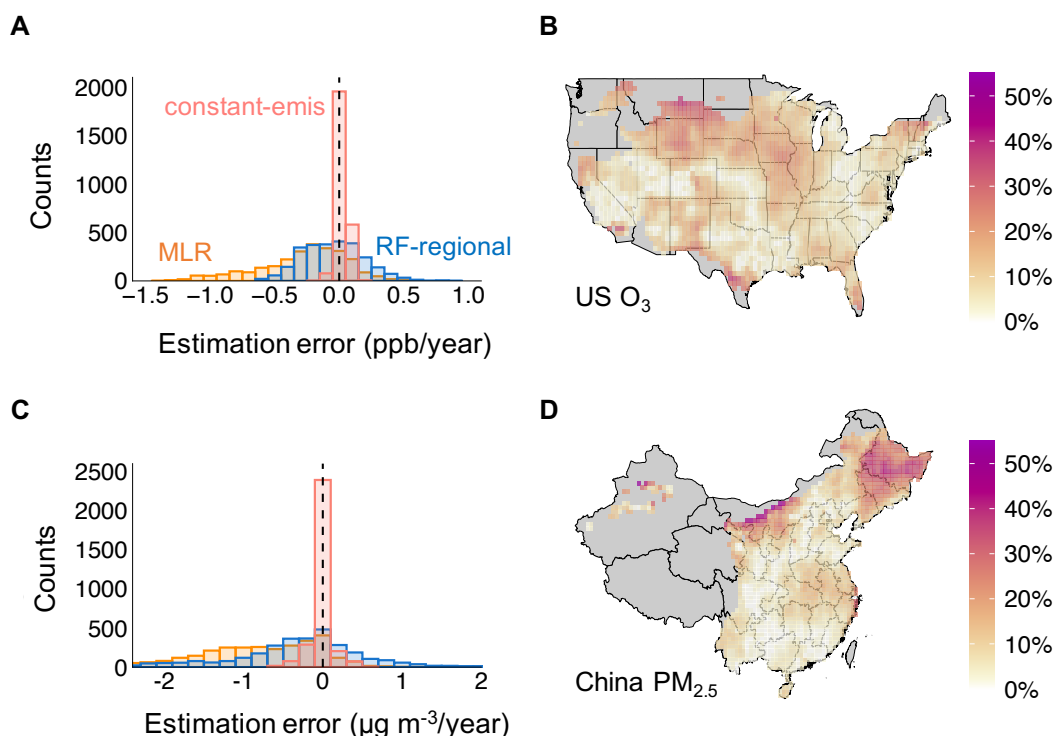 A
2000
1500
1000
500
0
Counts
constant-emis
MLR
RF-regional
−1.5 −0.5 0.0 0.5 1.0
Estimation error (ppb/year)
B
US O₃
50%
40%
30%
20%
10%
0%
C
2500
2000
1500
1000
500
0
Counts
-2 -1 0 1 2
Estimation error (μg m⁻³/year)
D
China PM₂.₅
50%
40%
30%
20%
10%
0%